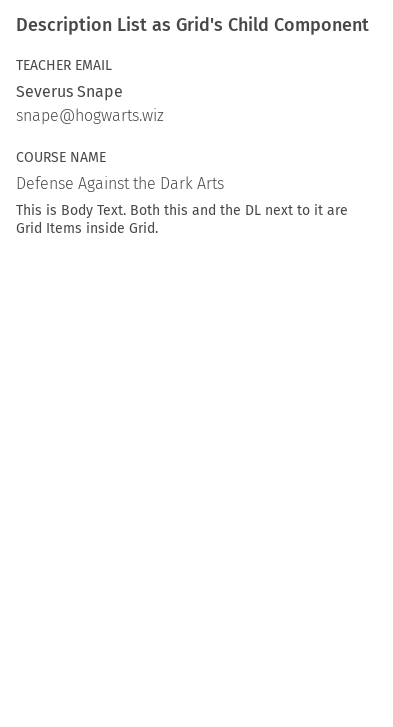 Description List as Grid's Child Component
TEACHER EMAIL
Severus Snape
snape@hogwarts.wiz
COURSE NAME
Defense Against the Dark Arts
This is Body Text. Both this and the DL next to it are
Grid Items inside Grid.